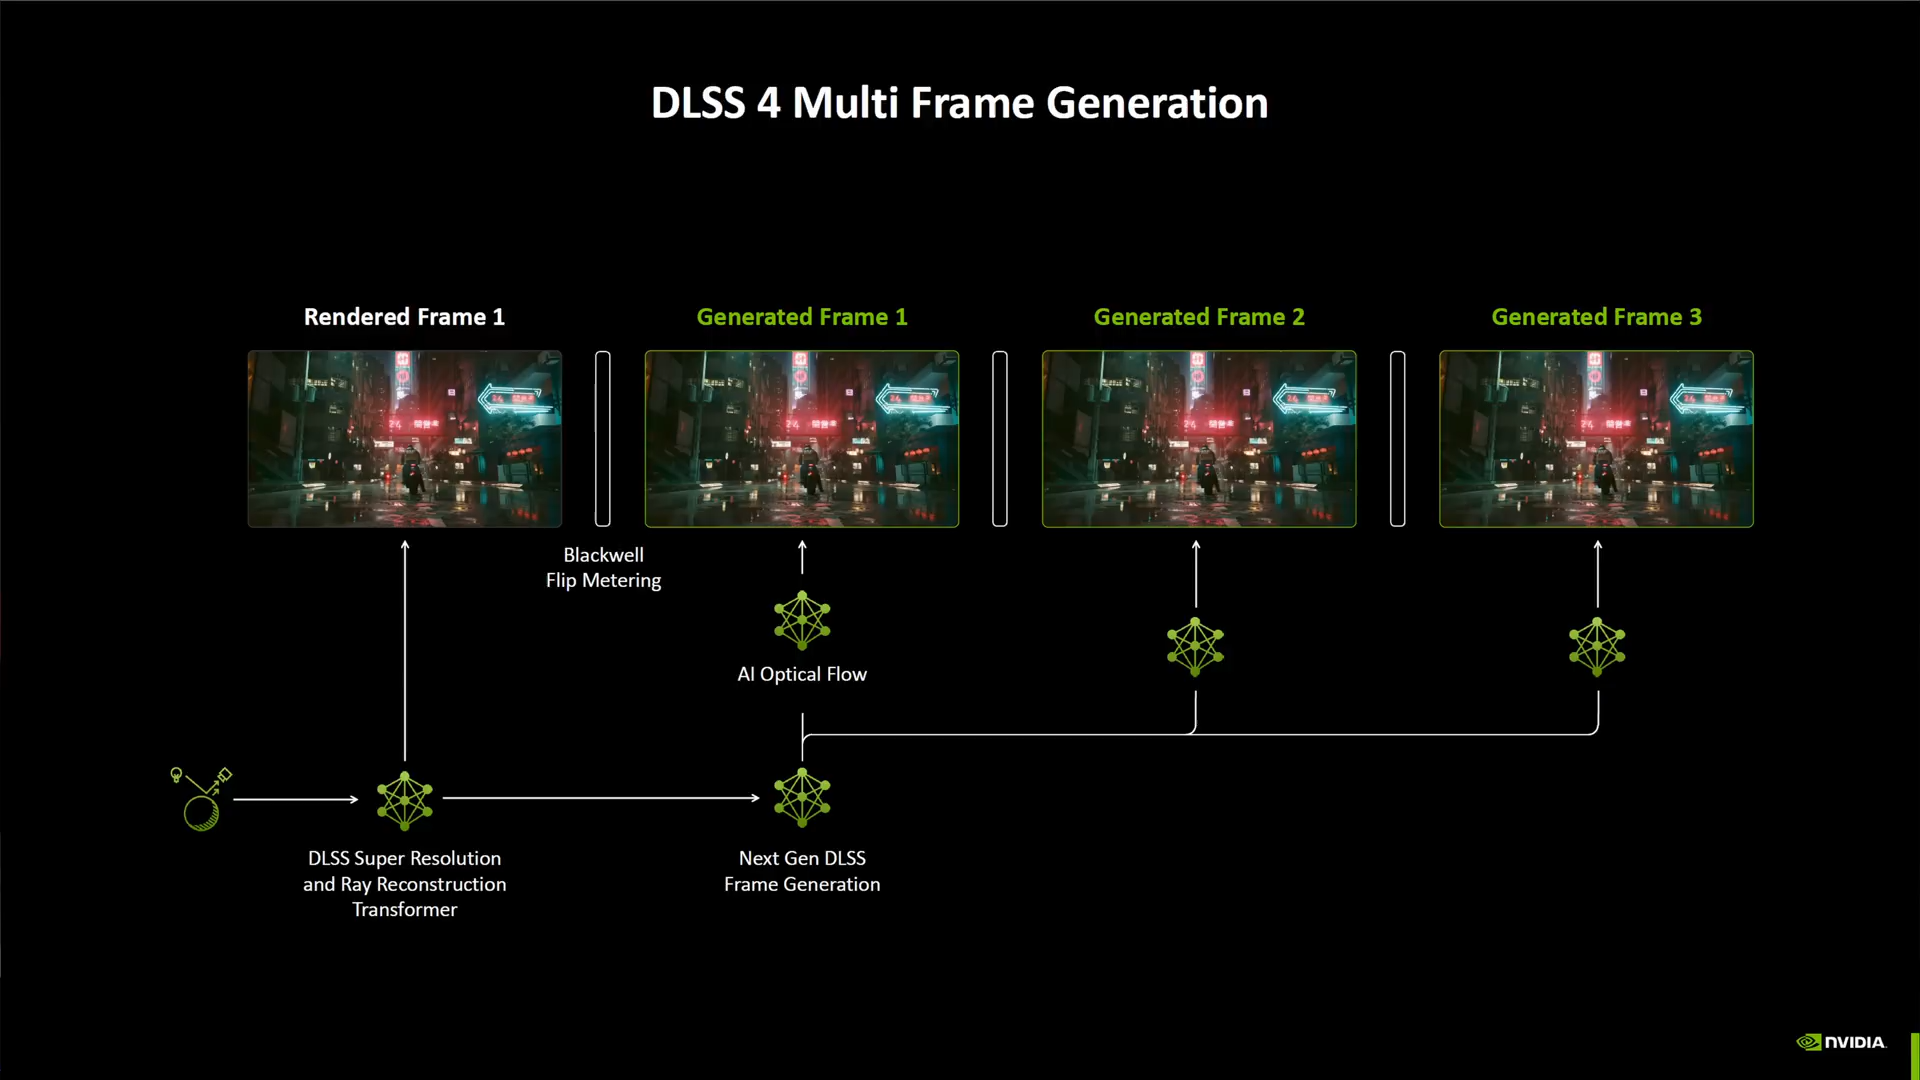 DLSS 4 Multi Frame Generation
Rendered Frame 1
Generated Frame 1
Generated Frame 2
Generated Frame 3
Blackwell
Flip Metering
AI Optical Flow
DLSS Super Resolution
and Ray Reconstruction
Transformer
Next Gen DLSS
Frame Generation
NVIDIA